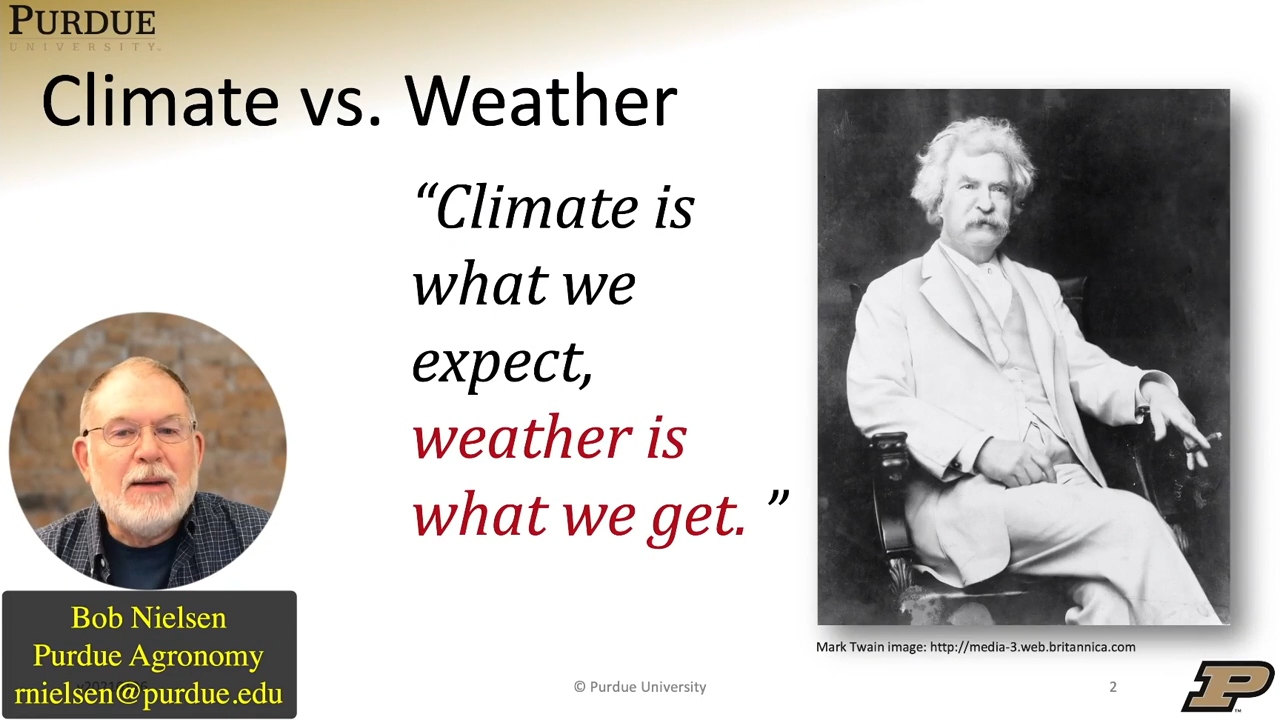 PURDUE
UNIVERSITY
Climate vs. Weather
“Climate is
what we
expect,
weather is
what we get. ”
Bob Nielsen
Purdue Agronomy
rnielsen@purdue.edu
Mark Twain image: http://media-3.web.britannica.com
© Purdue University
2
P